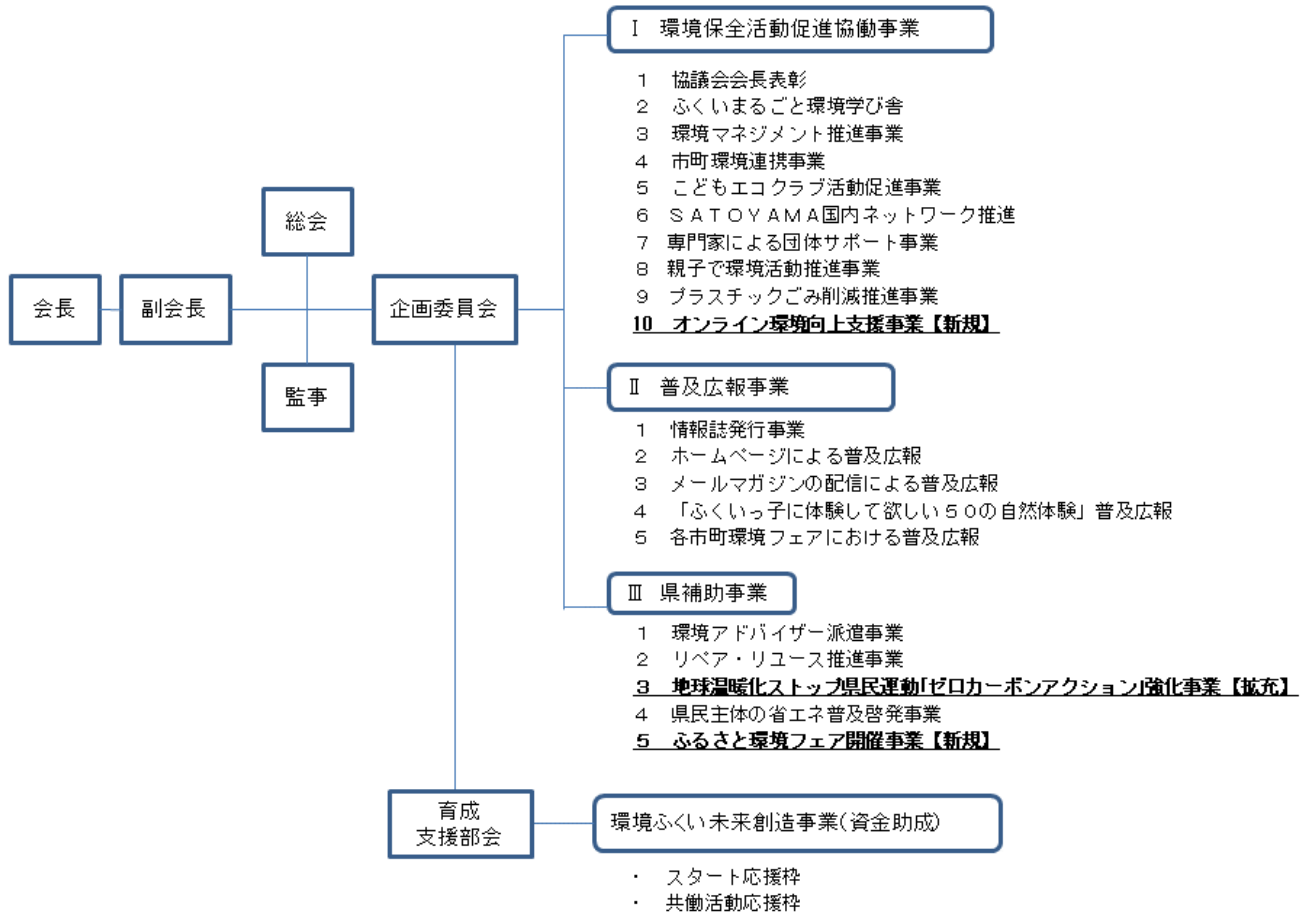 会長
副会長
総会
監事
企画委員会
Ⅰ 環境保全活動促進協働事業
1 協議会会長表彰
2 ふくいまるごと環境学び舎
3 環境マネジメント推進事業
4 市町環境連携事業
5 こどもエコクラブ活動促進事業
6 ＳＡＴＯＹＡＭＡ国内ネットワーク推進
7 専門家による団体サポート事業
8 親子で環境活動推進事業
9 プラスチックごみ削減推進事業
10 オンライン環境向上支援事業【新規】
Ⅱ 普及広報事業
1 情報誌発行事業
2 ホームページによる普及広報
3 メールマガジンの配信による普及広報
4 「ふくいっ子に体験して欲しい５０の自然体験」普及広報
5 各市町環境フェアにおける普及広報
Ⅲ 県補助事業
1 環境アドバイザー派遣事業
2 リペア・リユース推進事業
3 地球温暖化ストップ県民運動「ゼロカーボンアクション」強化事業【拡充】
4 県民主体の省エネ普及啓発事業
5 ふるさと環境フェア開催事業【新規】
育成
支援部会
環境ふくい未来創造事業(資金助成)
・ スタート応援枠
・ 共働活動応援枠